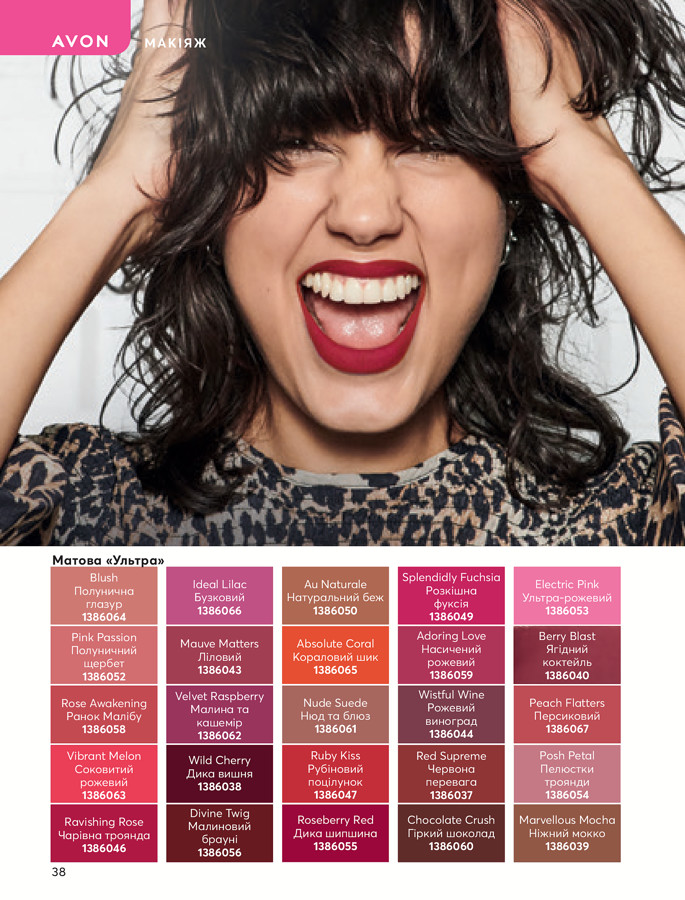 AVON
МАКІЯЖ
Матова «Ультра»
Blush
Полунична
глазур
1386064
Ideal Lilac
Бузковий
1386066
Au Naturale
Натуральний беж
1386050
Splendidly Fuchsia
Розкішна
фуксія
1386049
Electric Pink
Ультра-рожевий
1386053
Pink Passion
Полуничний
щербет
1386052
Mauve Matters
Ліловий
1386043
Absolute Coral
Кораловий шик
1386065
Adoring Love
Насичений
рожевий
1386059
Berry Blast
Ягідний
коктейль
1386040
Rose Awakening
Ранок Малібу
1386058
Velvet Raspberry
Малина та
кашемір
1386062
Nude Suede
Нюд та блюз
1386061
Wistful Wine
Рожевий
виноград
1386044
Peach Flatters
Персиковий
1386067
Vibrant Melon
Соковитий
рожевий
1386063
Wild Cherry
Дика вишня
1386038
Ruby Kiss
Рубіновий
поцілунок
1386047
Red Supreme
Червона
перевага
1386037
Posh Petal
Пелюстки
троянди
1386054
Ravishing Rose
Чарівна троянда
1386046
Divine Twig
Малиновий
брауні
1386056
Roseberry Red
Дика шипшина
1386055
Chocolate Crush
Гіркий шоколад
1386060
Marvellous Mocha
Ніжний мокко
1386039
38